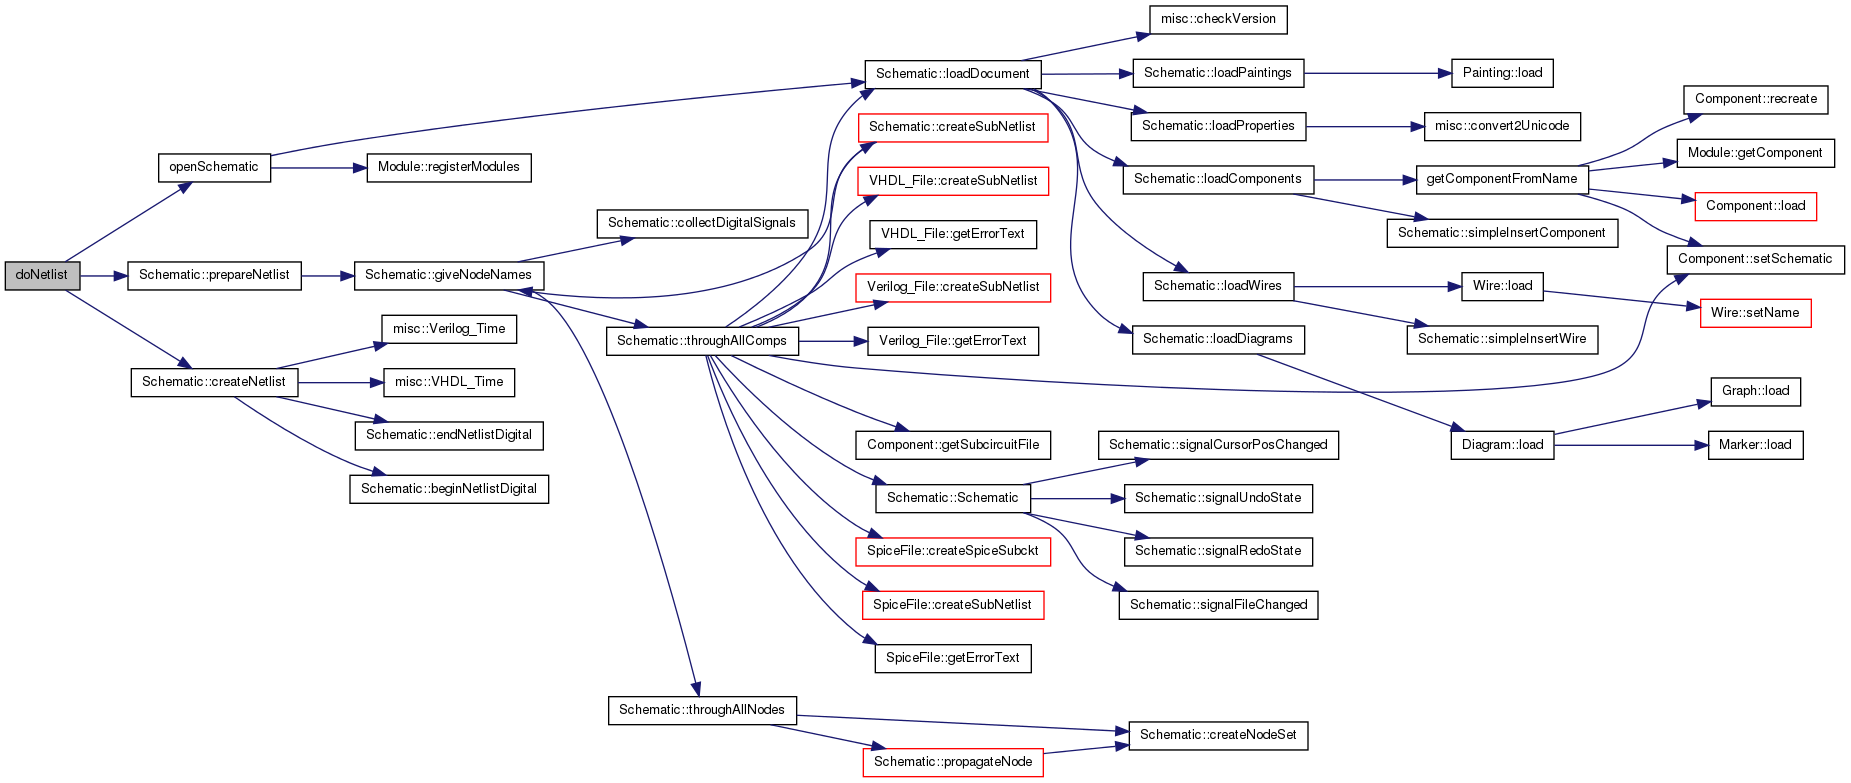 doNetlist
openSchematic
Schematic::prepareNetlist
Schematic::createNetlist
Module::registerModules
Schematic::giveNodeNames
misc::Verilog_Time
misc::VHDL_Time
Schematic::endNetlistDigital
Schematic::beginNetlistDigital
Schematic::collectDigitalSignals
Schematic::throughAllComps
Schematic::throughAllNodes
Schematic::loadDocument
Schematic::createSubNetlist
VHDL_File::createSubNetlist
VHDL_File::getErrorText
Verilog_File::createSubNetlist
Verilog_File::getErrorText
Component::getSubcircuitFile
Schematic::Schematic
SpiceFile::createSpiceSubckt
SpiceFile::createSubNetlist
SpiceFile::getErrorText
Schematic::propagateNode
misc::checkVersion
Schematic::loadPaintings
Schematic::loadProperties
Schematic::loadComponents
Schematic::loadWires
Schematic::loadDiagrams
Schematic::signalCursorPosChanged
Schematic::signalUndoState
Schematic::signalRedoState
Schematic::signalFileChanged
Schematic::createNodeSet
Painting::load
misc::convert2Unicode
getComponentFromName
Schematic::simpleInsertComponent
Wire::load
Schematic::simpleInsertWire
Diagram::load
Component::recreate
Module::getComponent
Component::load
Component::setSchematic
Wire::setName
Graph::load
Marker::load